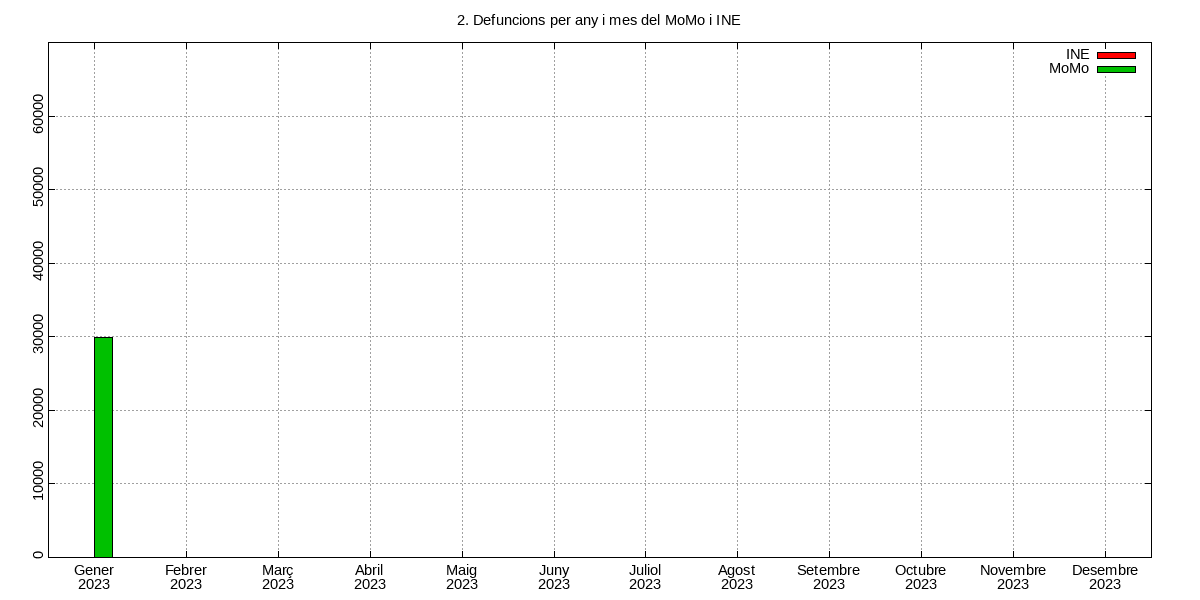 2. Defuncions per any i mes del MoMo i INE
INE
MoMo
60000
50000
40000
30000
20000
10000
0
Gener Febrer Març Abril Maig Juny Juliol Agost Setembre Octubre Novembre Desembre
2023 2023 2023 2023 2023 2023 2023 2023 2023 2023 2023 2023